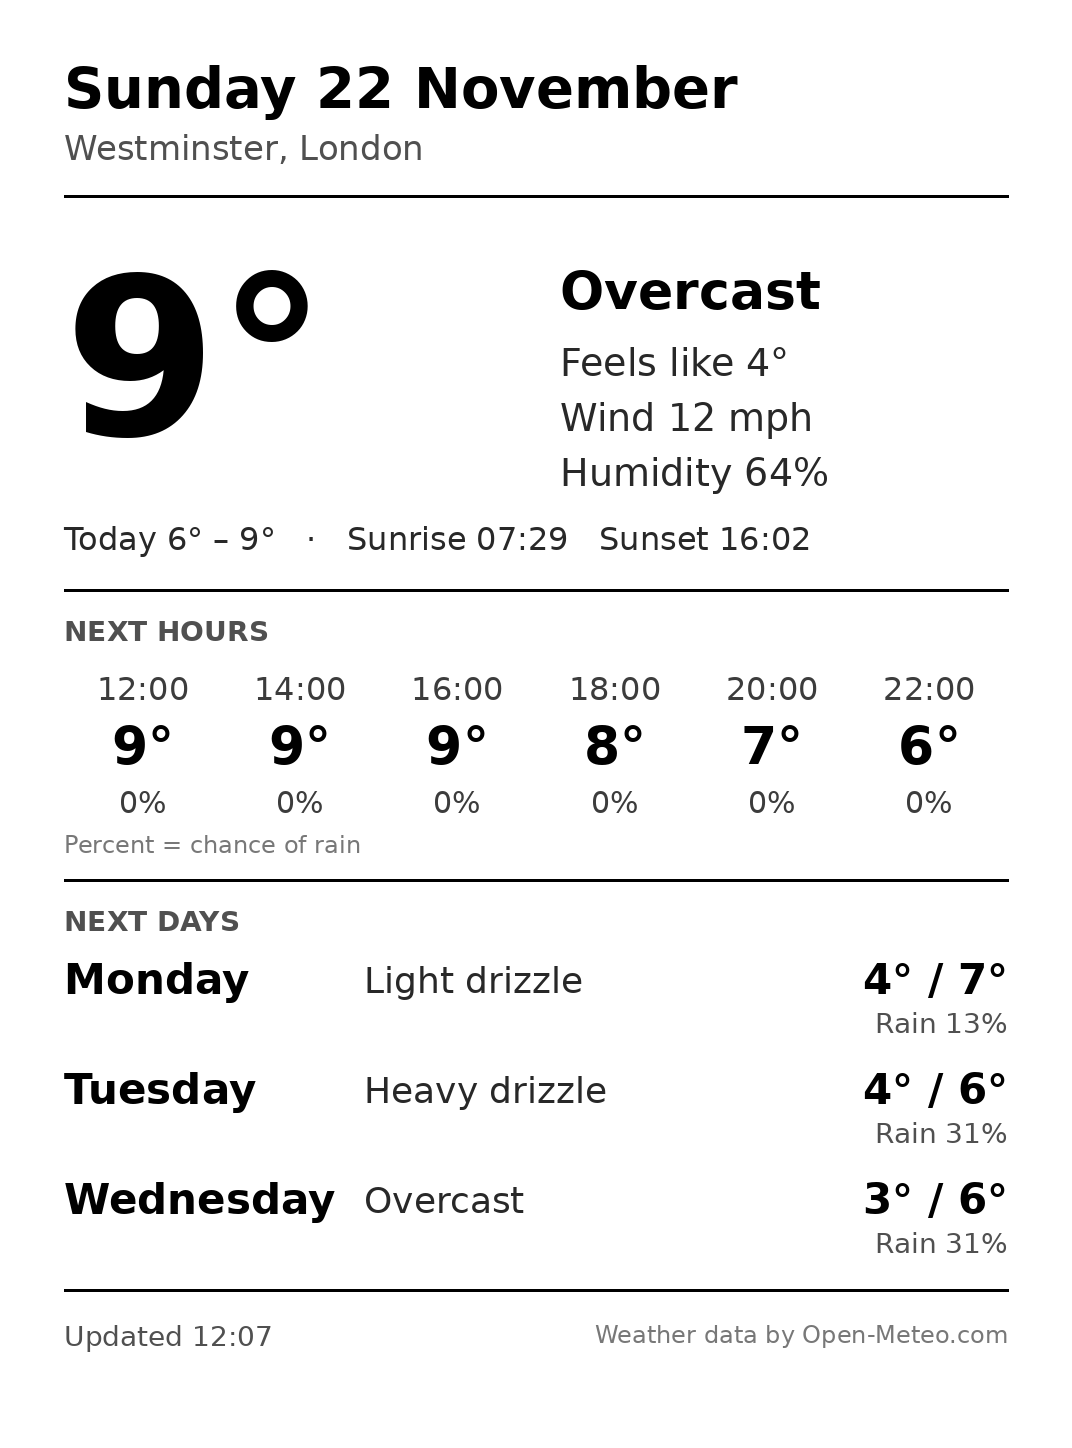 Sunday 22 November
Westminster, London
9°
Overcast
Feels like 4°
Wind 12 mph
Humidity 64%
Today 6° – 9° · Sunrise 07:29 Sunset 16:02
NEXT HOURS
12:00 14:00 16:00 18:00 20:00 22:00
9° 9° 9° 8° 7° 6°
0% 0% 0% 0% 0% 0%
Percent = chance of rain
NEXT DAYS
Monday Light drizzle 4° / 7°
Rain 13%
Tuesday Heavy drizzle 4° / 6°
Rain 31%
Wednesday Overcast 3° / 6°
Rain 31%
Updated 12:07 Weather data by Open-Meteo.com